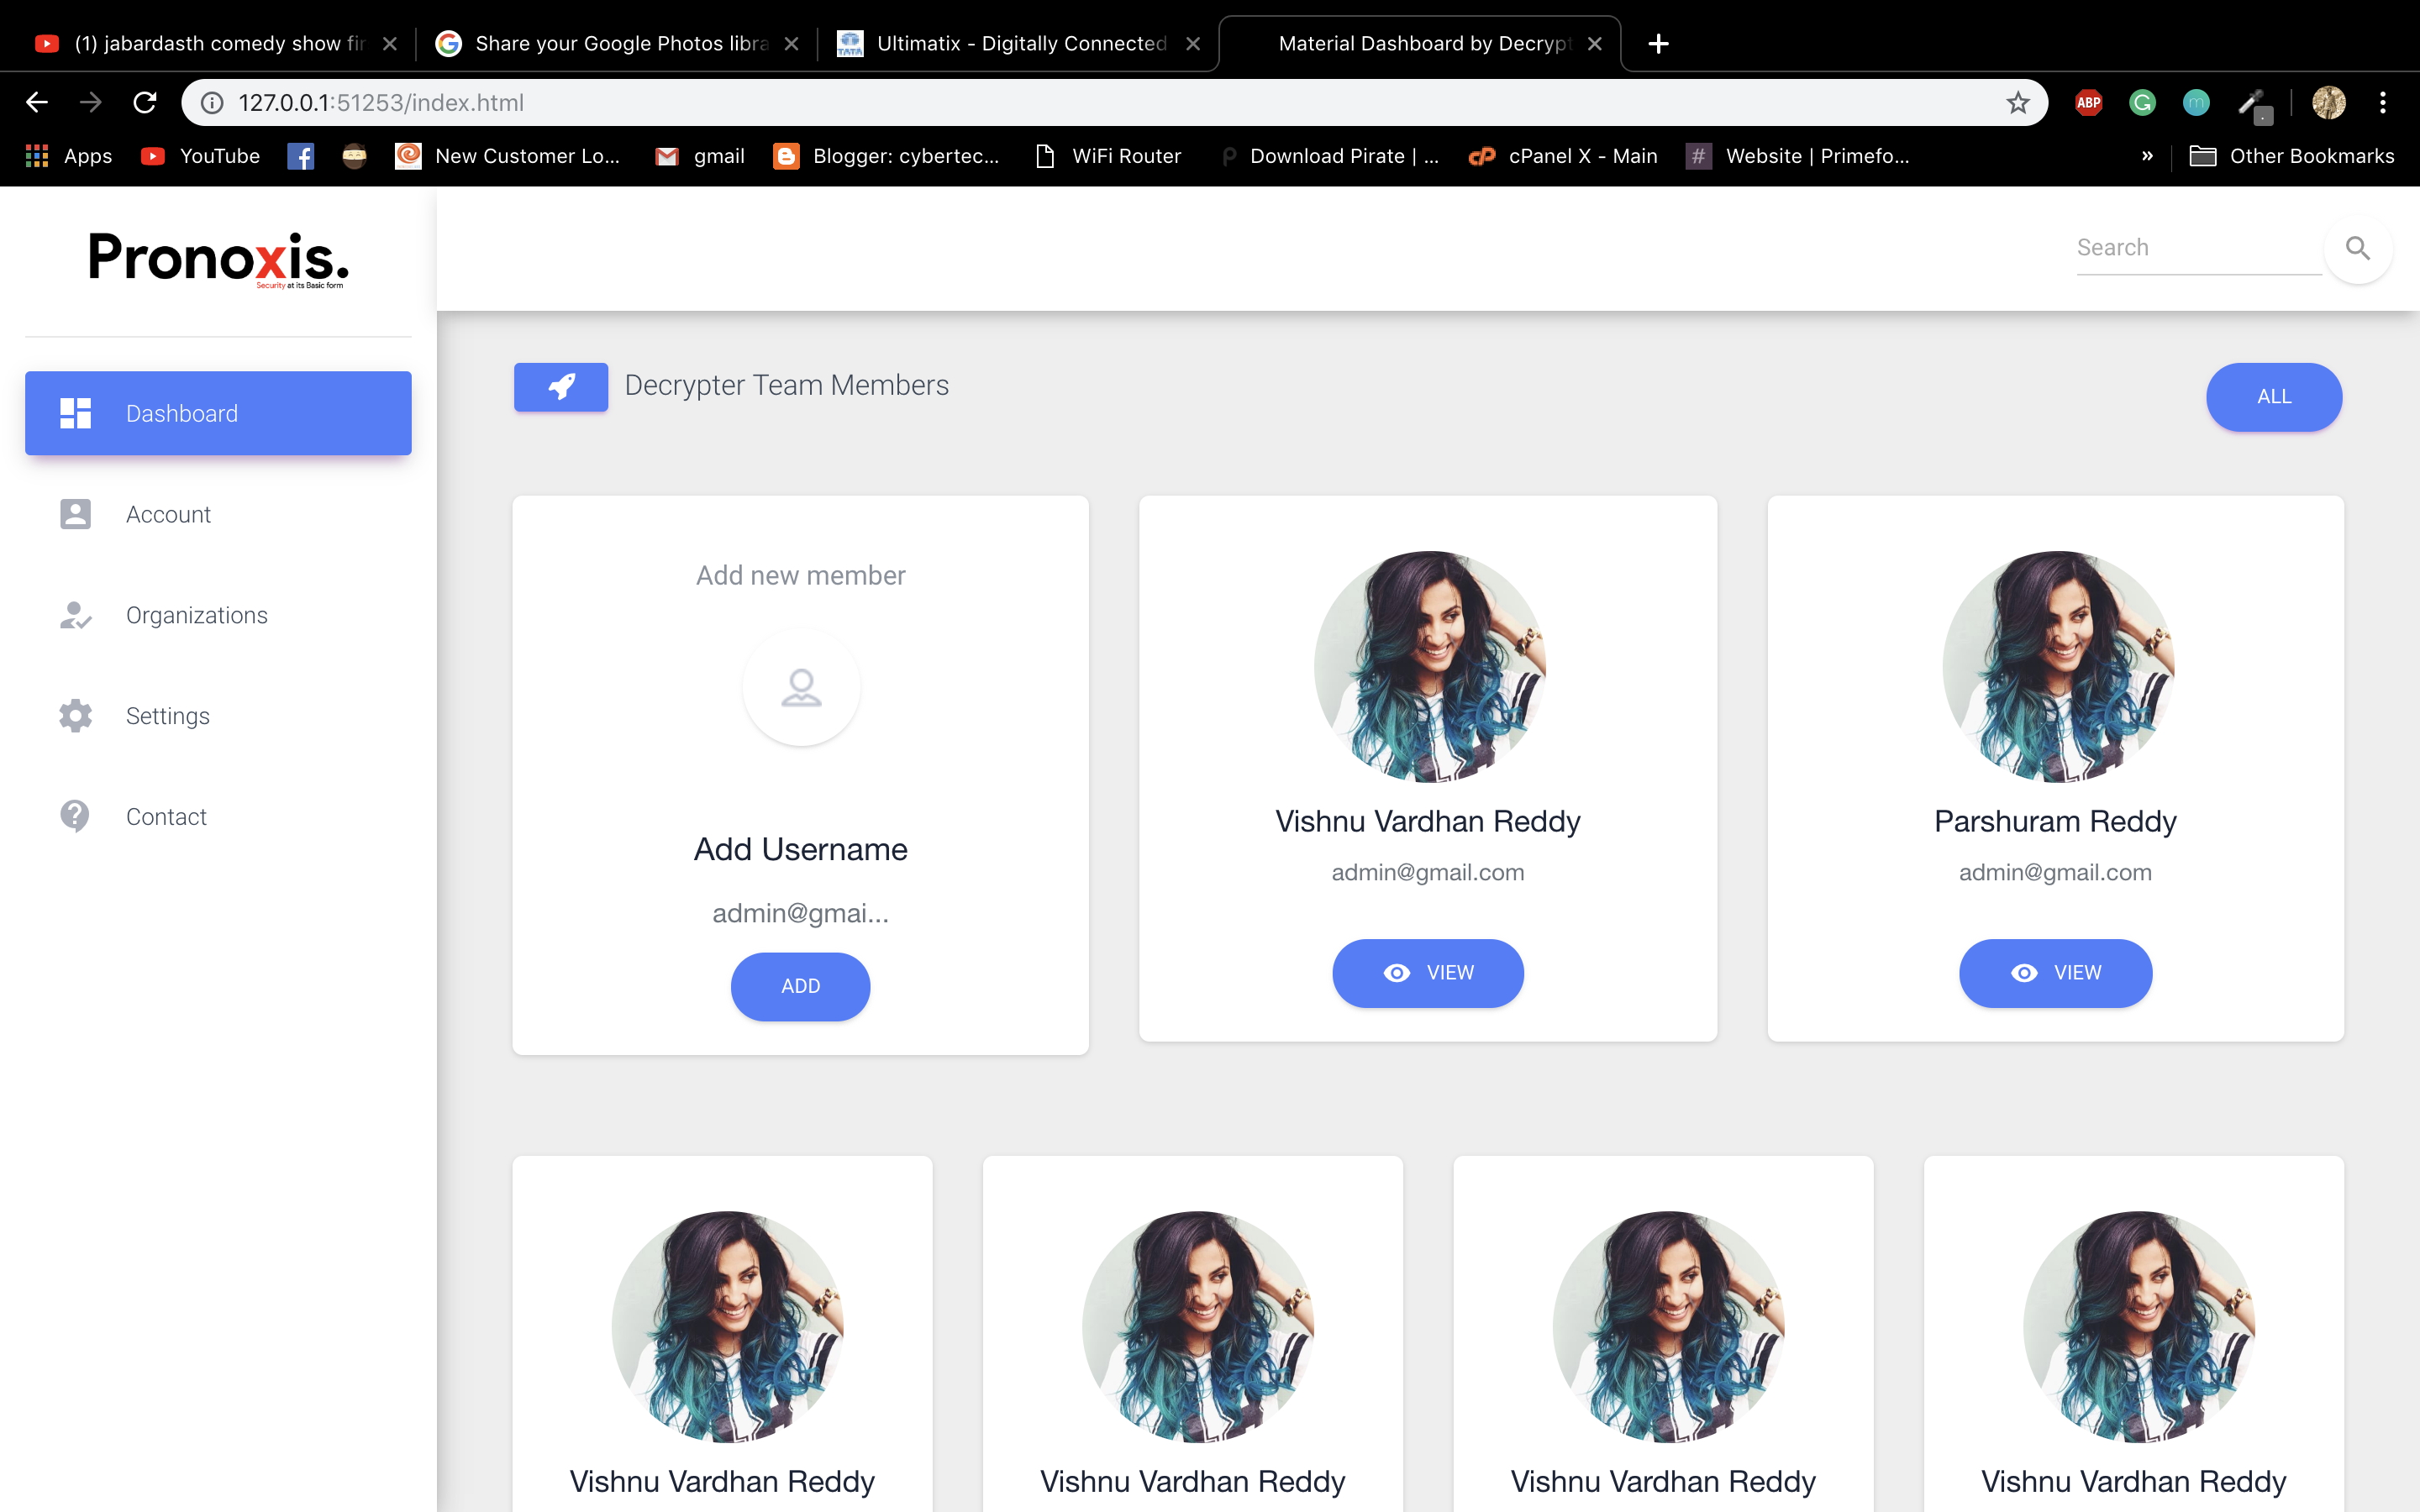 (1) jabardasth comedy show fir
Share your Google Photos libra
Ultimatix - Digitally Connected
Material Dashboard by Decrypt
127.0.0.1:51253/index.html
ABP
Apps
YouTube
New Customer Lo...
gmail
Blogger: cybertec...
WiFi Router
Download Pirate | ...
cPanel X - Main
Website | Primefo...
»
Other Bookmarks
Pronoxis.
Security at its Basic form
Search
Dashboard
Account
Organizations
Settings
Contact
Decrypter Team Members
ALL
Add new member
Add Username
admin@gmai...
ADD
Vishnu Vardhan Reddy
admin@gmail.com
VIEW
Parshuram Reddy
admin@gmail.com
VIEW
Vishnu Vardhan Reddy
Vishnu Vardhan Reddy
Vishnu Vardhan Reddy
Vishnu Vardhan Reddy